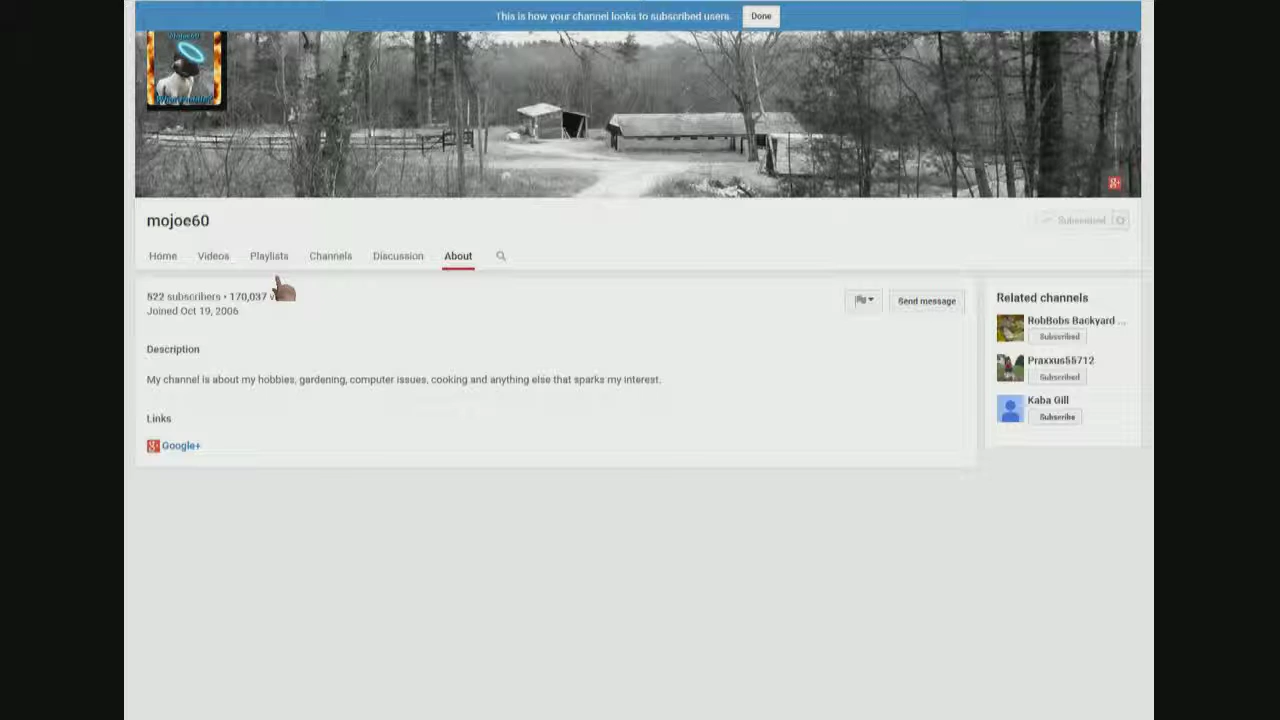 This is how your channel looks to subscribed users. Done
mojoe60
Subscribed
Home Videos Playlists Channels Discussion About
522 subscribers • 170,037
Joined Oct 19, 2006
Send message
Description
My channel is about my hobbies, gardening, computer issues, cooking and anything else that sparks my interest.
Links
g+ Google+
Related channels
RobBobs Backyard ...
Subscribed
Praxxus55712
Subscribed
Kaba Gill
Subscribe